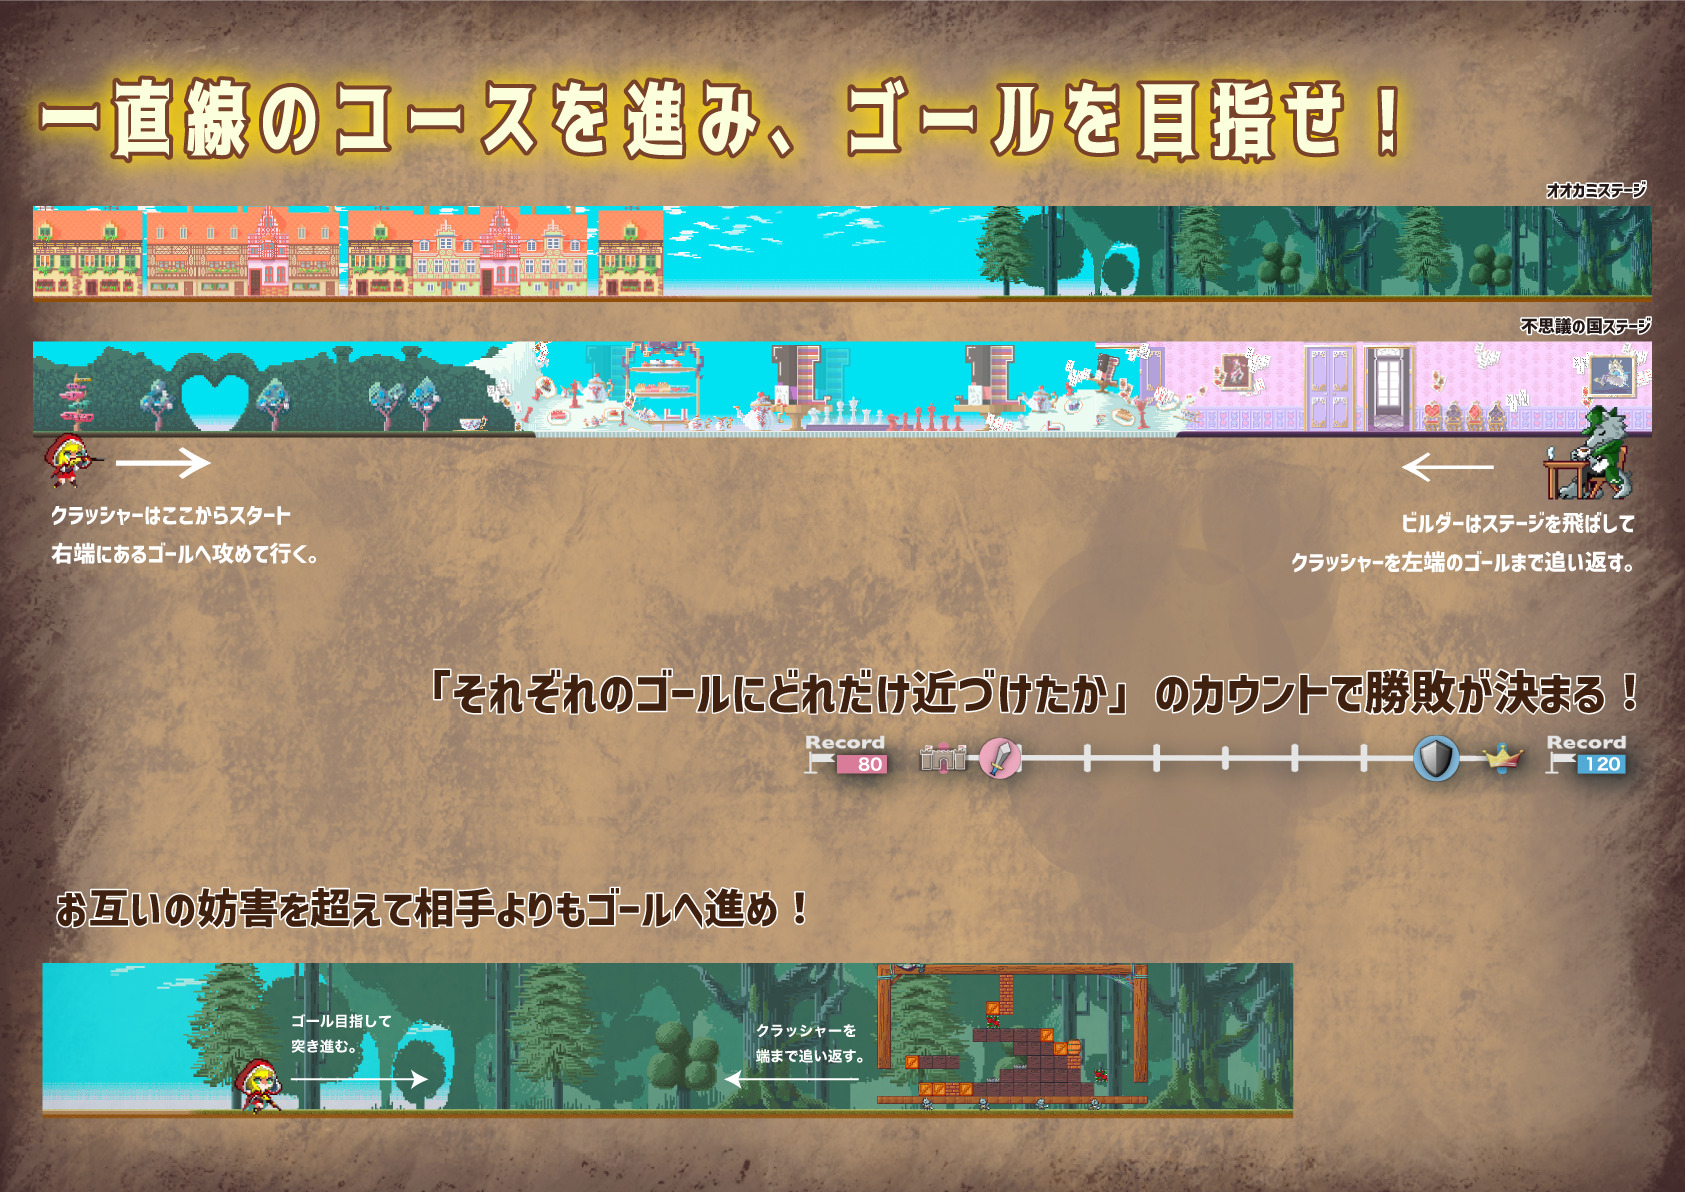 一直線のコースを進み、ゴールを目指せ！
オオカミステージ
不思議の国ステージ
クラッシャーはここからスタート
右端にあるゴールへ攻めて行く。
ビルダーはステージを飛ばして
クラッシャーを左端のゴールまで追い返す。
「それぞれのゴールにどれだけ近づけたか」のカウントで勝敗が決まる！
Record
80
Record
120
お互いの妨害を超えて相手よりもゴールへ進め！
ゴール目指して
突き進む。
クラッシャーを
端まで追い返す。